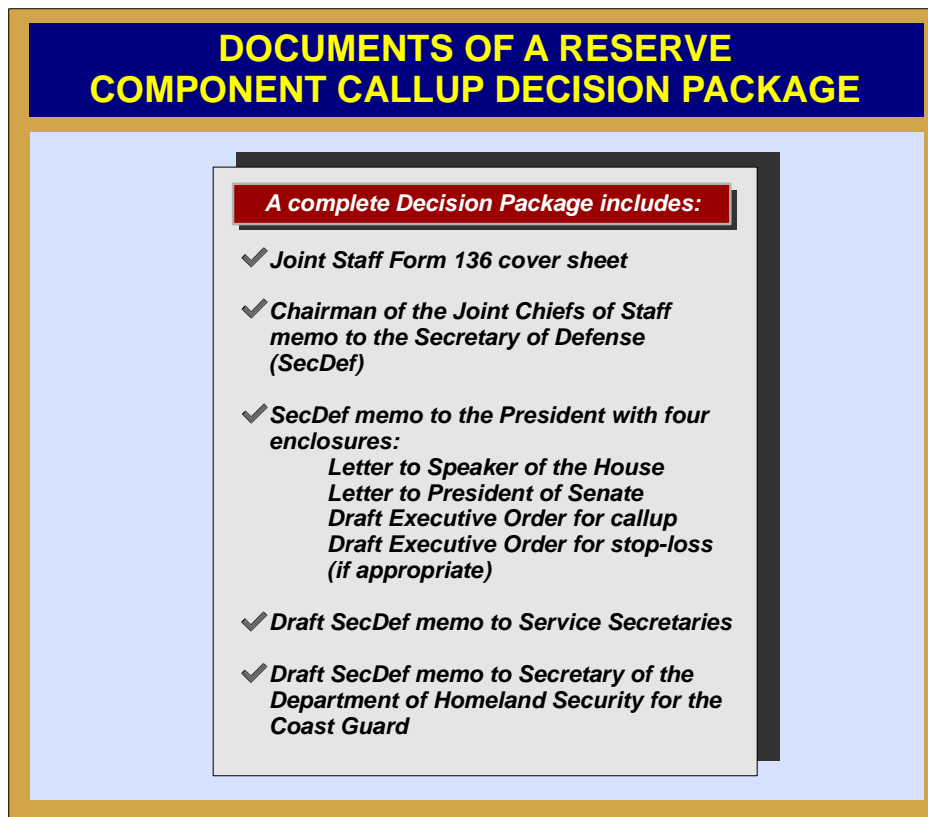 DOCUMENTS OF A RESERVE
COMPONENT CALLUP DECISION PACKAGE
A complete Decision Package includes:
Joint Staff Form 136 cover sheet
Chairman of the Joint Chiefs of Staff
memo to the Secretary of Defense
(SecDef)
SecDef memo to the President with four
enclosures:
Letter to Speaker of the House
Letter to President of Senate
Draft Executive Order for callup
Draft Executive Order for stop-loss
(if appropriate)
Draft SecDef memo to Service Secretaries
Draft SecDef memo to Secretary of the
Department of Homeland Security for the
Coast Guard